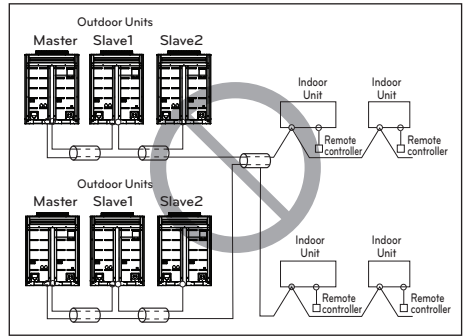 Outdoor Units
Master Slave1 Slave2
Indoor
Unit
Indoor
Unit
Remote
controller
Remote
controller
Outdoor Units
Master Slave1 Slave2
Indoor
Unit
Indoor
Unit
Remote
controller
Remote
controller